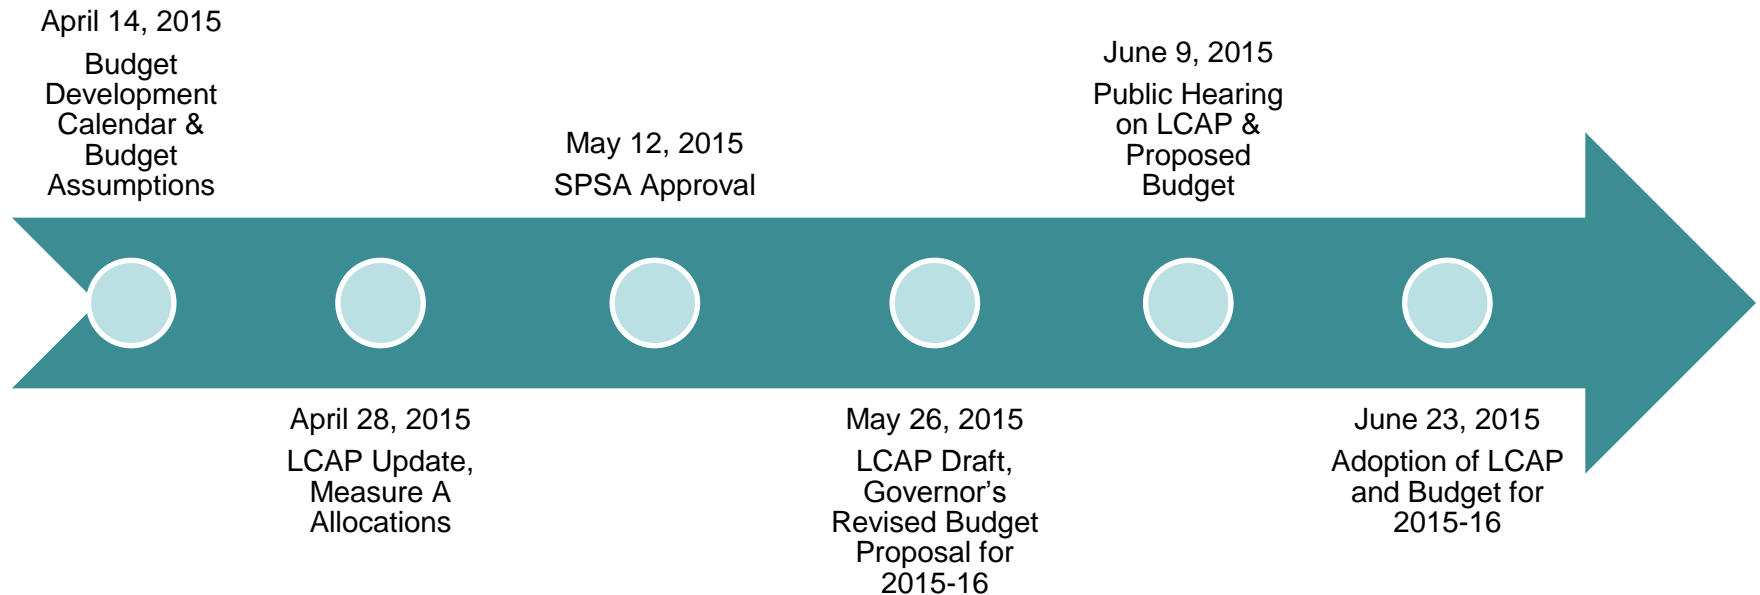 April 14, 2015
Budget
Development
Calendar &
Budget
Assumptions
April 28, 2015
LCAP Update,
Measure A
Allocations
May 12, 2015
SPSA Approval
May 26, 2015
LCAP Draft,
Governor’s
Revised Budget
Proposal for
2015-16
June 9, 2015
Public Hearing
on LCAP &
Proposed
Budget
June 23, 2015
Adoption of LCAP
and Budget for
2015-16